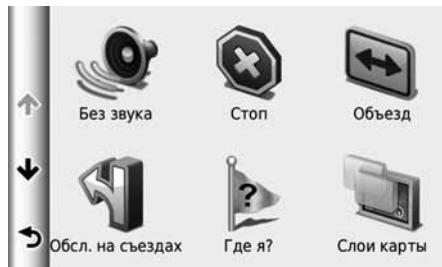 Без звука
Стоп
Объезд
?
Обсл. на съездах
Где я?
Слои карты